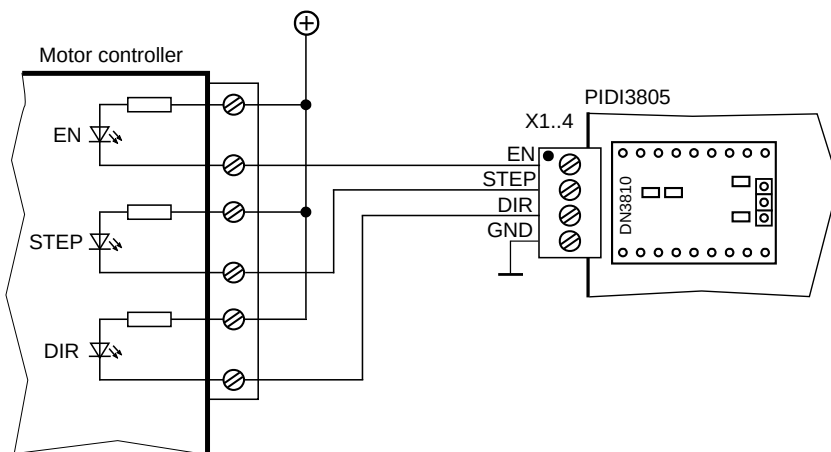 Motor controller
PIDI3805
X1..4
EN
EN
STEP
DIR
GND
DN3810
STEP
DIR